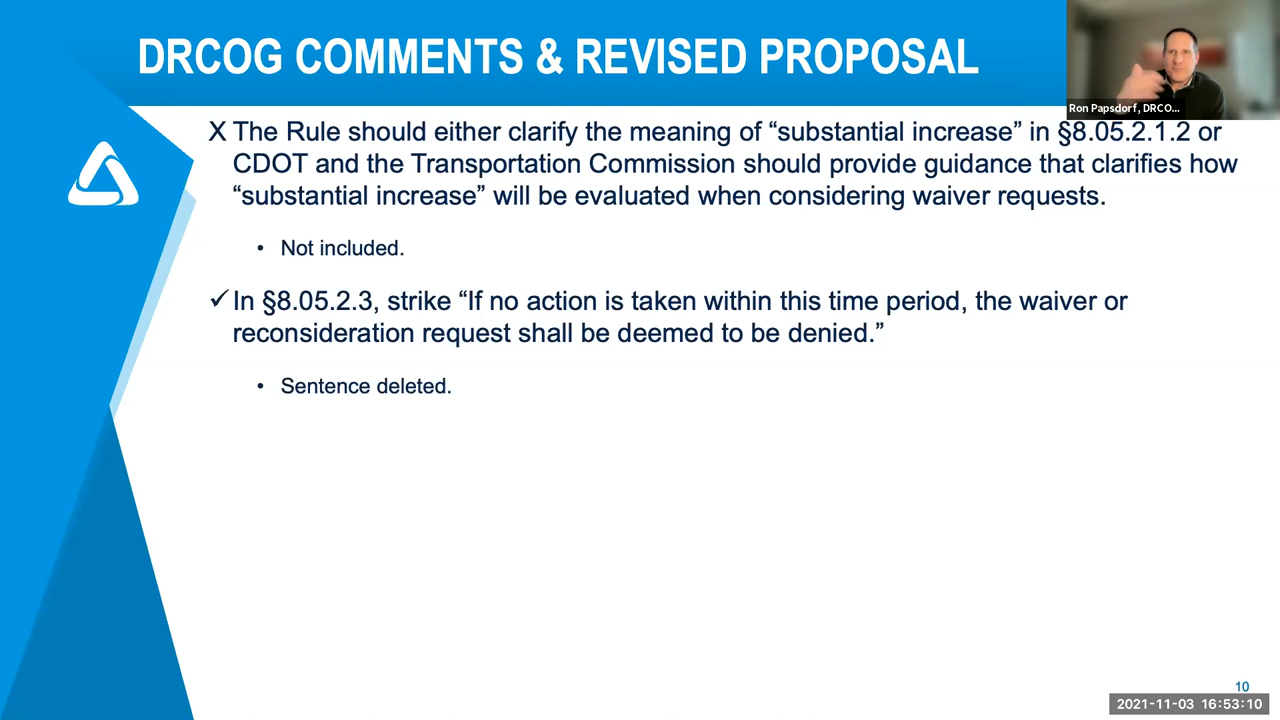 DRCOG COMMENTS & REVISED PROPOSAL
Ron Papsdorf, DRCO...
X The Rule should either clarify the meaning of “substantial increase” in §8.05.2.1.2 or
CDOT and the Transportation Commission should provide guidance that clarifies how
“substantial increase” will be evaluated when considering waiver requests.
• Not included.
✓ In §8.05.2.3, strike “If no action is taken within this time period, the waiver or
reconsideration request shall be deemed to be denied.”
• Sentence deleted.
10
2021-11-03 16:53:10